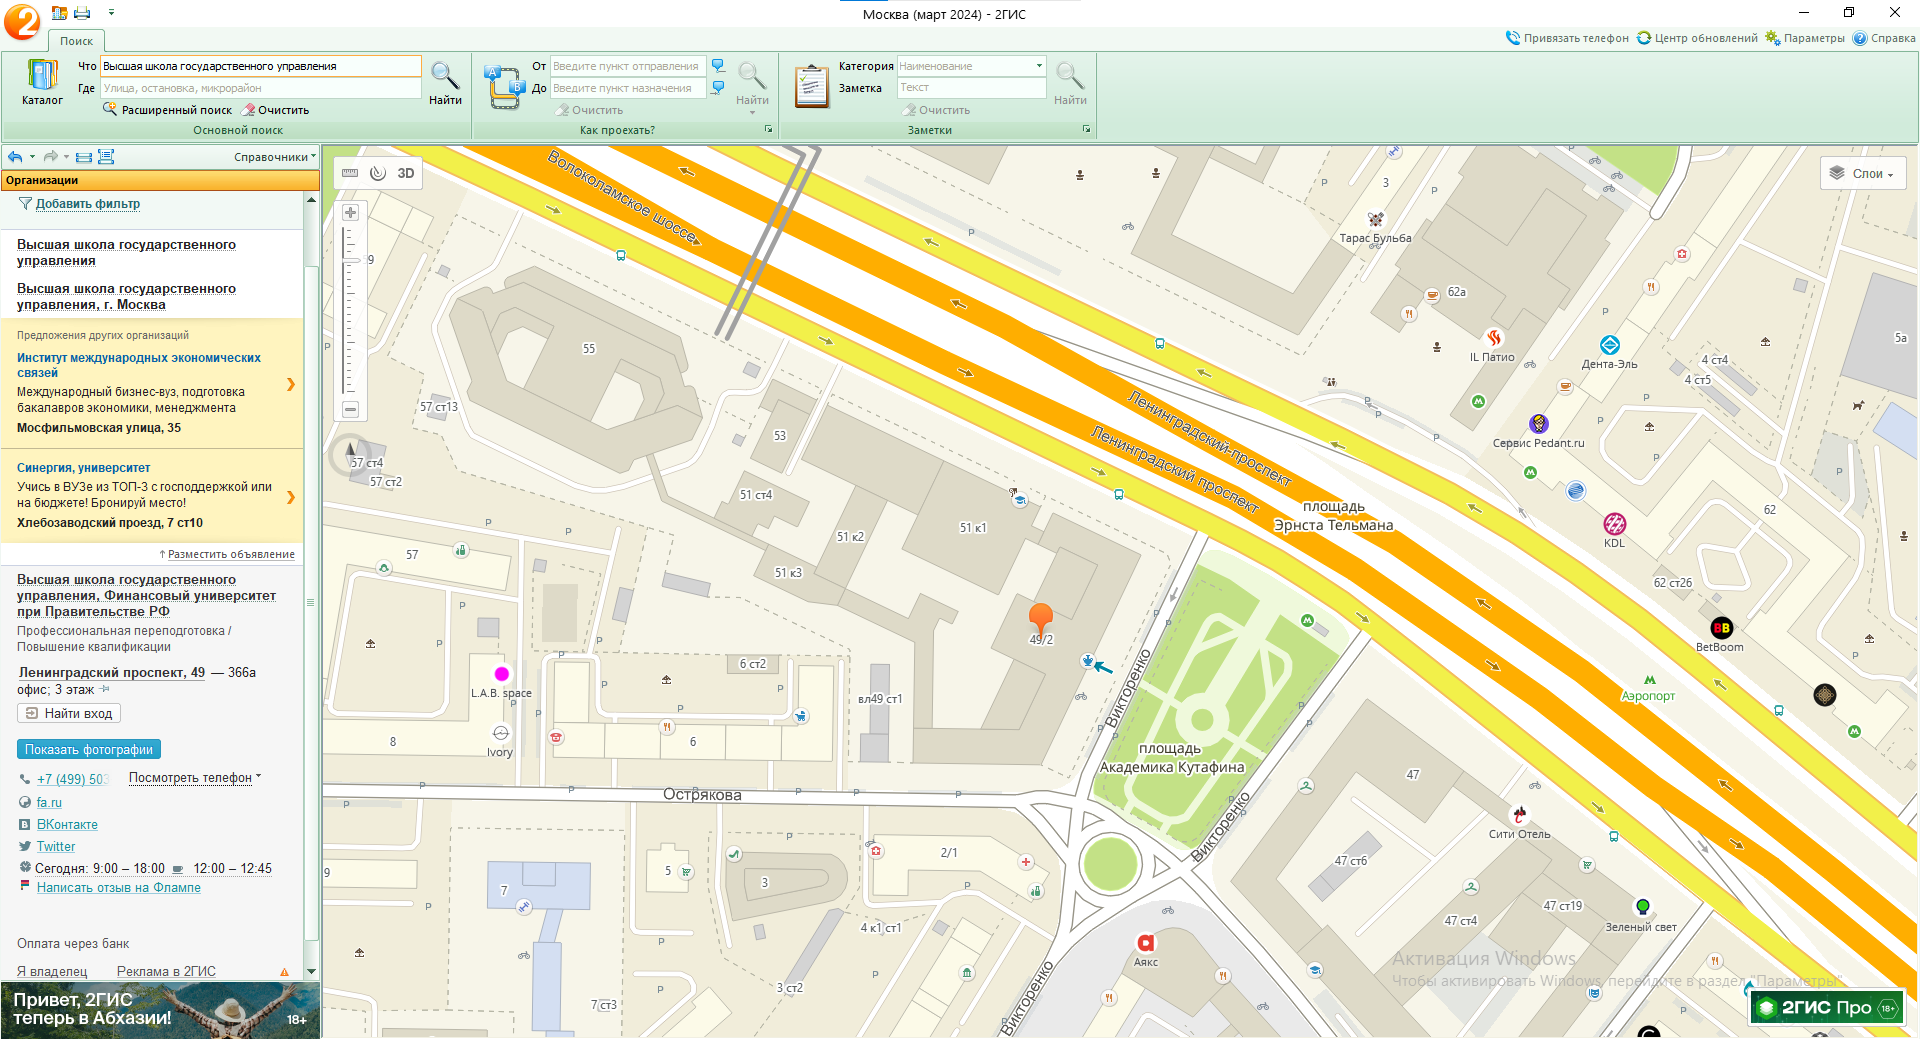 Москва (март 2024) - 2ГИС
Поиск
Привязать телефон
Центр обновлений
Параметры
Справка
Каталог
Что
Высшая школа государственного управления
Где
Улица, остановка, микрорайон
Расширенный поиск
Очистить
Найти
Основной поиск
От
Введите пункт отправления
До
Введите пункт назначения
Очистить
Найти
Как проехать?
Категория
Наименование
Заметка
Текст
Очистить
Найти
Заметки
Справочники
Организации
Добавить фильтр
Высшая школа государственного
управления
Высшая школа государственного
управления, г. Москва
Предложения других организаций
Институт международных экономических
связей
Международный бизнес-вуз, подготовка
бакалавров экономики, менеджмента
Мосфильмовская улица, 35
Синергия, университет
Учись в ВУЗе из ТОП-3 с господдержкой или
на бюджете! Бронируй место!
Хлебозаводский проезд, 7 ст10
Разместить объявление
Высшая школа государственного
управления, Финансовый университет
при Правительстве РФ
Профессиональная переподготовка /
Повышение квалификации
Ленинградский проспект, 49 — 366а
офис; 3 этаж
Найти вход
Показать фотографии
+7 (499) 503
Посмотреть телефон
fa.ru
ВКонтакте
Twitter
Сегодня: 9:00 – 18:00 12:00 – 12:45
Написать отзыв на Флампе
Оплата через банк
Я владелец
Реклама в 2ГИС
Привет, 2ГИС
теперь в Абхазии!
18+
3D
Слои
Волоколамское шоссе
Ленинградский проспект
Ленинградский проспект
площадь
Эрнста Тельмана
3
Тарас Бульба
62а
IL Патио
Дента-Эль
4 ст4
4 ст5
5а
Сервис Pedant.ru
KDL
62
62 ст26
BB
BetBoom
Аэропорт
9
55
57 ст13
57 ст4
57 ст2
53
51 ст4
51 к2
51 к1
51 к3
49/2
57
6 ст2
L.A.B. space
вл49 ст1
8
Ivory
6
Викторенко
площадь
Академика Кутафина
Острякова
Викторенко
47
Сити Отель
47 ст6
47 ст4
47 ст19
Зеленый свет
9
7
5
3
2/1
4 к1 ст1
3 ст2
7 ст3
Викторенко
Аякс
Активация Windows
Чтобы активировать Windows, перейдите в раздел "Параметры".
2ГИС Про
18+